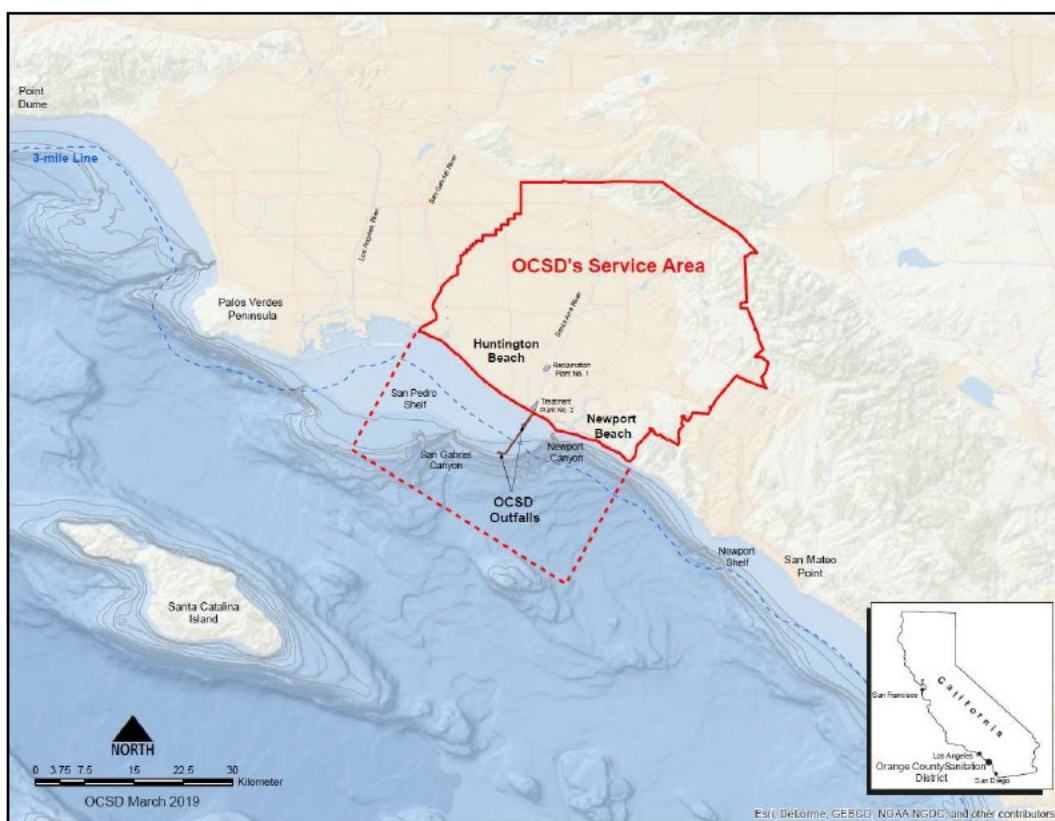 Point
Dume
3-mile Line
San Gabriel River
Los Angeles River
OCSD's Service Area
Santa Ana River
Palos Verdes
Peninsula
Huntington
Beach
Reclamation
Plant No. 1
San Pedro
Shelf
Treatment
Plant No. 2
Newport
Beach
San Gabriel
Canyon
Newport
Canyon
OCSD
Outfalls
Newport
Shelf
San Mateo
Point
Santa Catalina
Island
San Francisco
California
Los Angeles
Orange County Sanitation
District
San Diego
NORTH
0 3.75 7.5 15 22.5 30
Kilometer
OCSD March 2019
Esri, DeLorme, GEBCO, NOAA NGDC, and other contributors